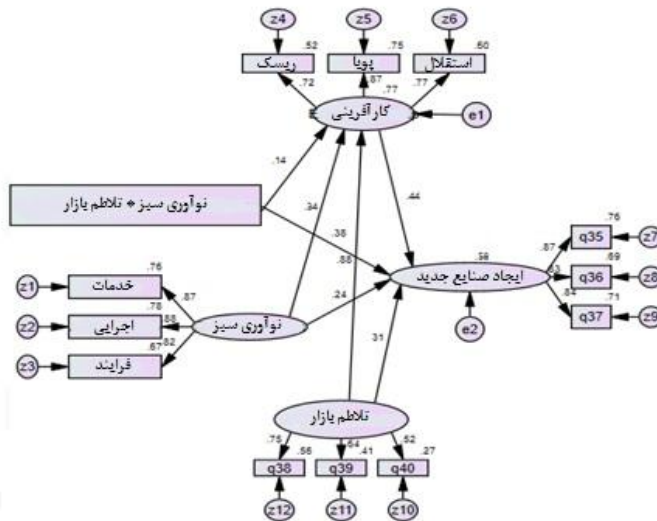 z4 z5 z6
.52 .75 .60
ریسک پویا استقلال
.72 .87 .77 .77
کارآفرینی
e1
.14
.44
نوآوری سبز * تلاطم بازار
.34
.38
.88
.76
.87 q35 z7
.58 .69
ایجاد صنایع جدید
q36 z8
.71
.84 q37 z9
.76
z1 خدمات
.87
.78
z2 اجرایی
.88
نوآوری سبز
.24
e2
.67
z3 فرایند
.82
.31
تلاطم بازار
.75 .64 .52
.56 .41 .27
q38 q39 q40
z12 z11 z10